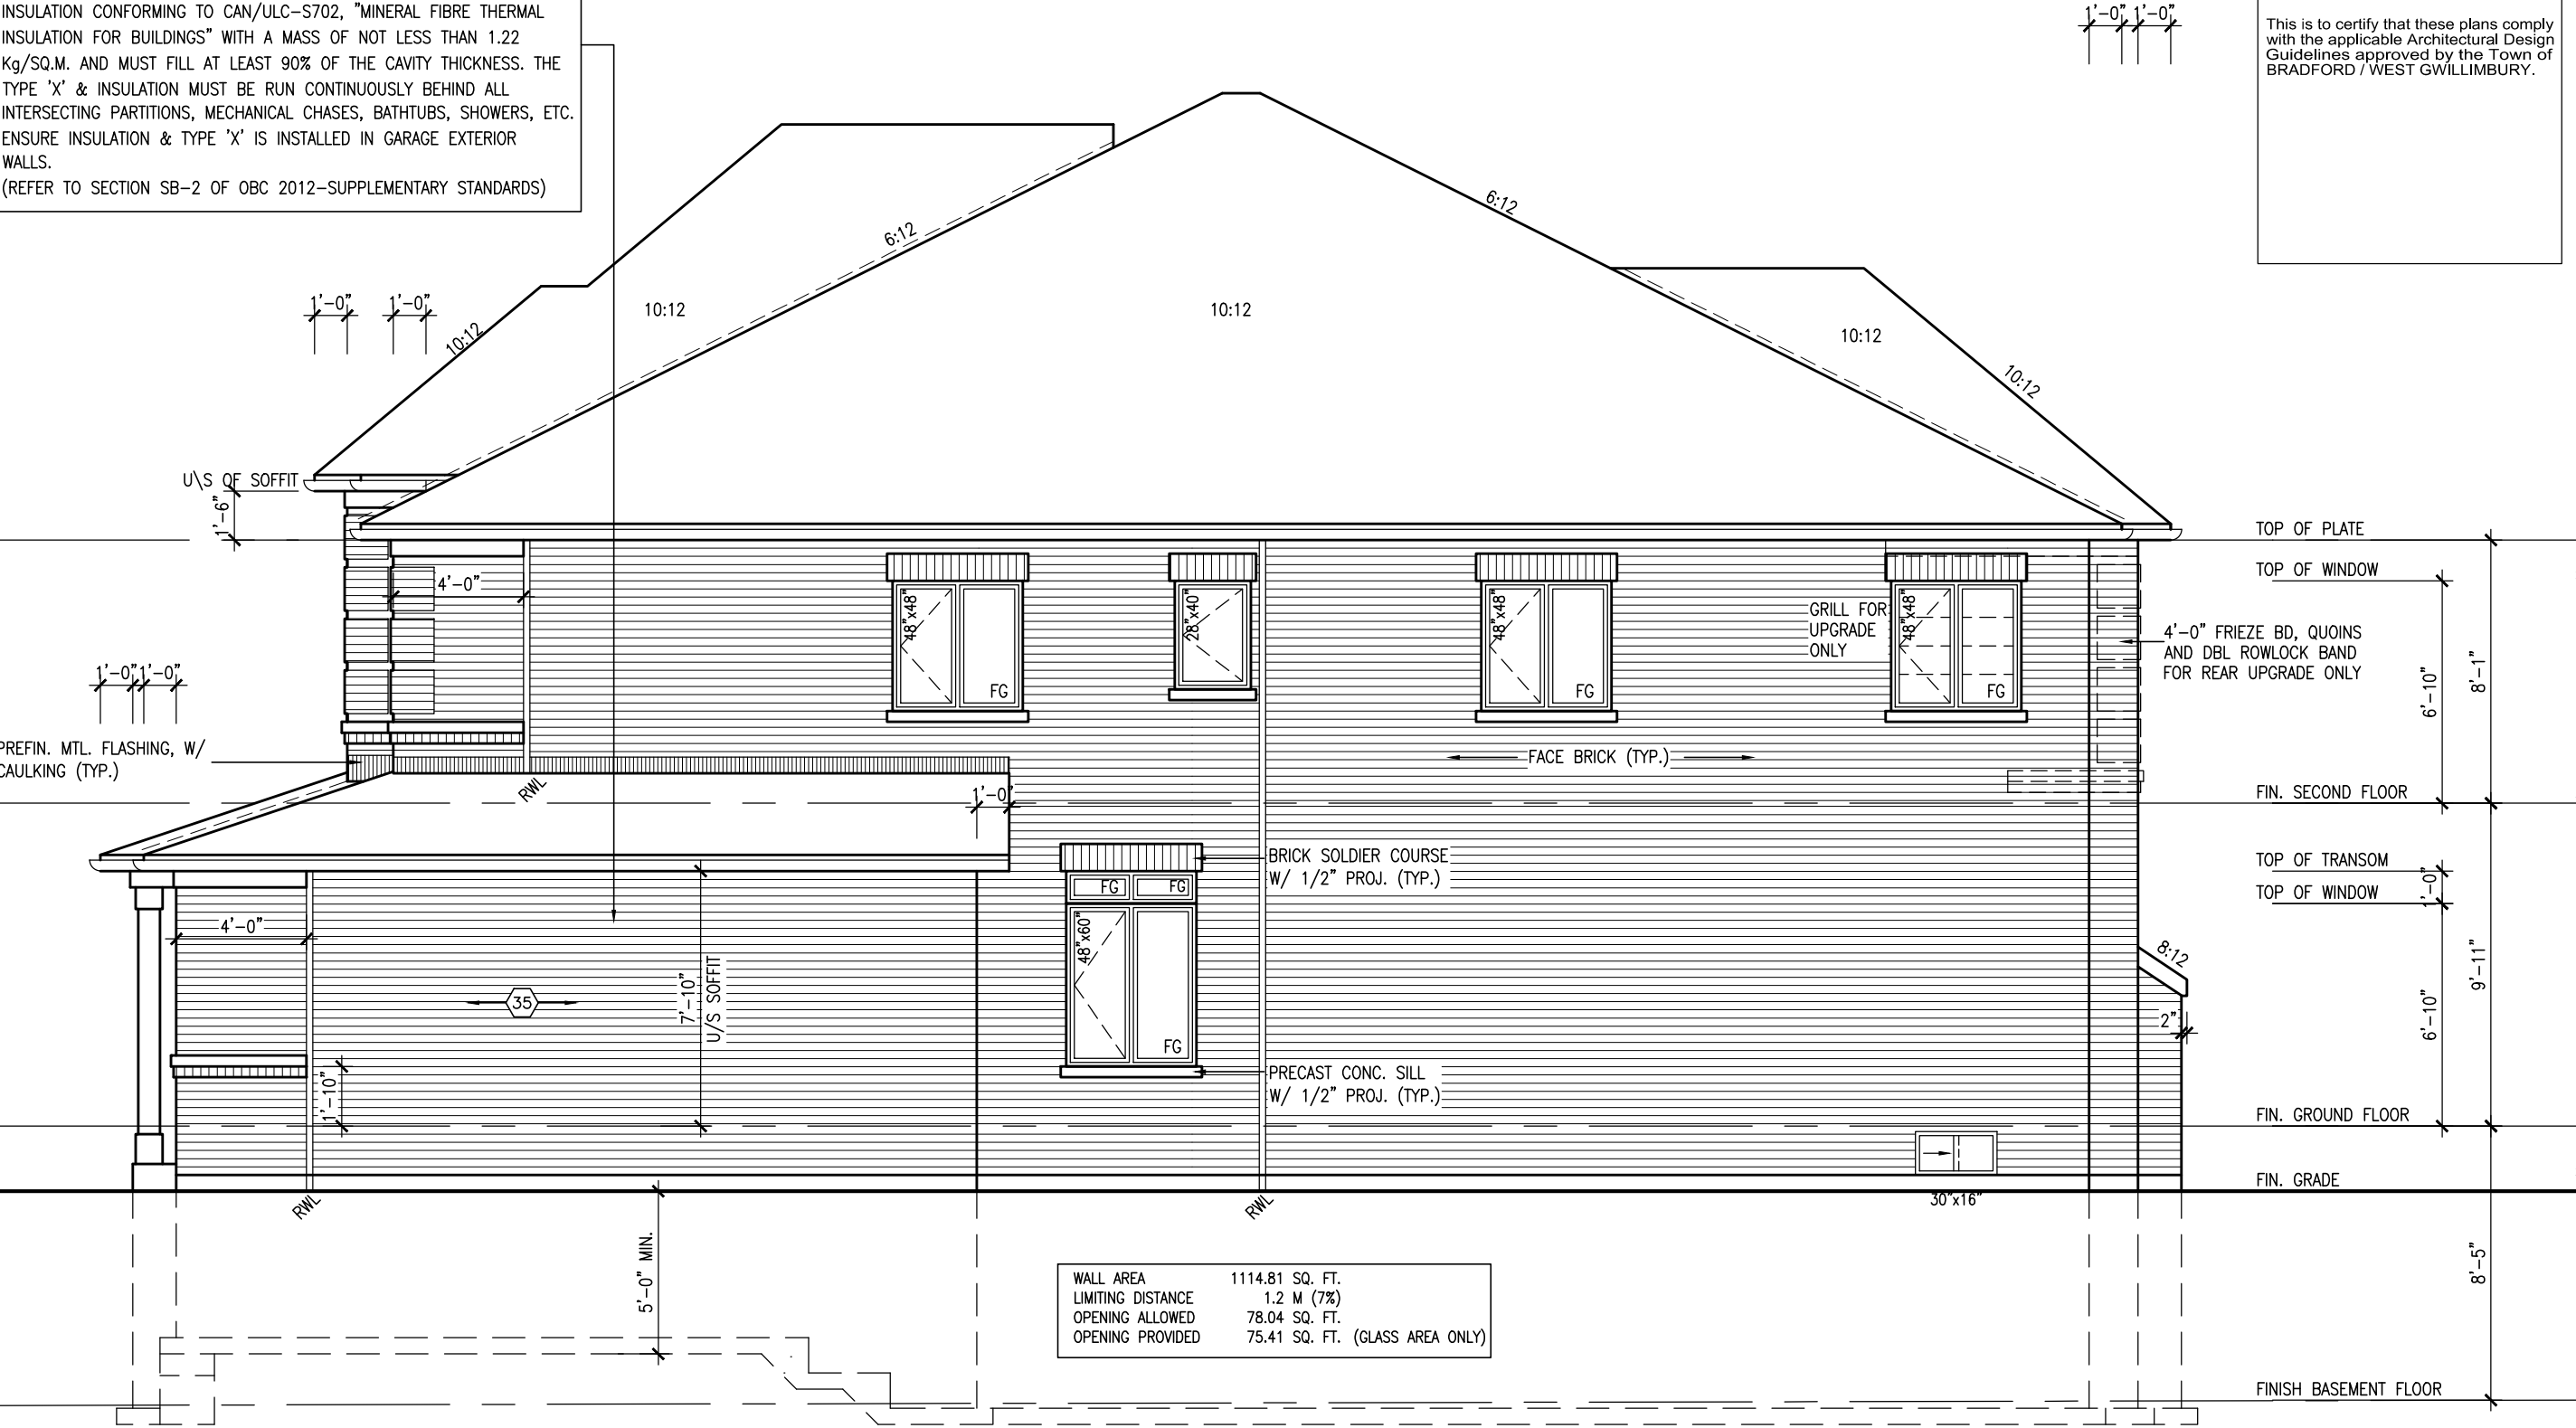 INSULATION CONFORMING TO CAN/ULC-S702, "MINERAL FIBRE THERMAL
INSULATION FOR BUILDINGS" WITH A MASS OF NOT LESS THAN 1.22
Kg/SQ.M. AND MUST FILL AT LEAST 90% OF THE CAVITY THICKNESS. THE
TYPE 'X' & INSULATION MUST BE RUN CONTINUOUSLY BEHIND ALL
INTERSECTING PARTITIONS, MECHANICAL CHASES, BATHTUBS, SHOWERS, ETC.
ENSURE INSULATION & TYPE 'X' IS INSTALLED IN GARAGE EXTERIOR
WALLS.
(REFER TO SECTION SB-2 OF OBC 2012-SUPPLEMENTARY STANDARDS)
1'-0" 1'-0"
This is to certify that these plans comply
with the applicable Architectural Design
Guidelines approved by the Town of
BRADFORD / WEST GWILLIMBURY.
6:12
6:12
1'-0" 1'-0"
10:12
10:12
10:12
10:12
10:12
U\S OF SOFFIT
1'-6"
TOP OF PLATE
TOP OF WINDOW
4'-0"
48"x48"
FG
28"x40"
48"x48"
FG
GRILL FOR
UPGRADE
ONLY
48"x48"
FG
4'-0" FRIEZE BD, QUOINS
AND DBL ROWLOCK BAND
FOR REAR UPGRADE ONLY
6'-10"
8'-1"
1'-0" 1'-0"
PREFIN. MTL. FLASHING, W/
CAULKING (TYP.)
RWL
FACE BRICK (TYP.)
1'-0"
FIN. SECOND FLOOR
BRICK SOLDIER COURSE
W/ 1/2" PROJ. (TYP.)
TOP OF TRANSOM
TOP OF WINDOW
1'-0"
FG FG
48"x60"
FG
4'-0"
35
7'-10"
U/S SOFFIT
8:12
2"
6'-10"
9'-11"
1'-10"
PRECAST CONC. SILL
W/ 1/2" PROJ. (TYP.)
FIN. GROUND FLOOR
FIN. GRADE
30"x16"
RWL
RWL
5'-0" MIN.
8'-5"
WALL AREA 1114.81 SQ. FT.
LIMITING DISTANCE 1.2 M (7%)
OPENING ALLOWED 78.04 SQ. FT.
OPENING PROVIDED 75.41 SQ. FT. (GLASS AREA ONLY)
FINISH BASEMENT FLOOR